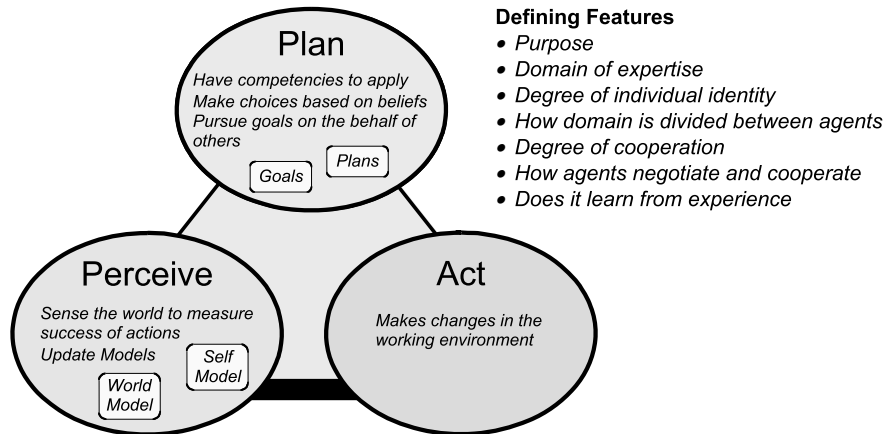 Plan
Have competencies to apply
Make choices based on beliefs
Pursue goals on the behalf of
others
Goals
Plans
Defining Features
• Purpose
• Domain of expertise
• Degree of individual identity
• How domain is divided between agents
• Degree of cooperation
• How agents negotiate and cooperate
• Does it learn from experience
Perceive
Sense the world to measure
success of actions
Update Models
Self
Model
World
Model
Act
Makes changes in the
working environment